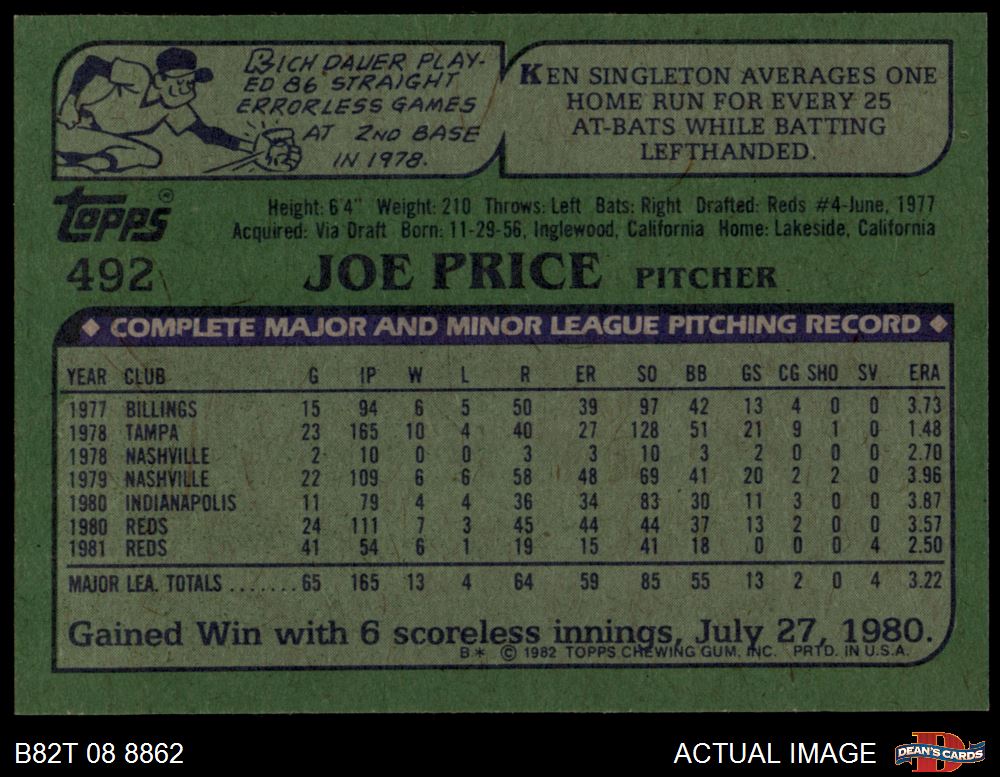 RICH DAUER PLAY-
ED 86 STRAIGHT
ERRORLESS GAMES
AT 2ND BASE
IN 1978.
KEN SINGLETON AVERAGES ONE
HOME RUN FOR EVERY 25
AT-BATS WHILE BATTING
LEFTHANDED.
Topps®
Height: 6'4" Weight: 210 Throws: Left Bats: Right Drafted: Reds #4-June, 1977
Acquired: Via Draft Born: 11-29-56, Inglewood, California Home: Lakeside, California
492 JOE PRICE PITCHER
◆ COMPLETE MAJOR AND MINOR LEAGUE PITCHING RECORD ◆
YEAR CLUB G IP W L R ER SO BB GS CG SHO SV ERA
1977 BILLINGS 15 94 6 5 50 39 97 42 13 4 0 0 3.73
1978 TAMPA 23 165 10 4 40 27 128 51 21 9 1 0 1.48
1978 NASHVILLE 2 10 0 0 3 3 10 3 2 0 0 0 2.70
1979 NASHVILLE 22 109 6 6 58 48 69 41 20 2 2 0 3.96
1980 INDIANAPOLIS 11 79 4 4 36 34 83 30 11 3 0 0 3.87
1980 REDS 24 111 7 3 45 44 44 37 13 2 0 0 3.57
1981 REDS 41 54 6 1 19 15 41 18 0 0 0 4 2.50
MAJOR LEA. TOTALS ....... 65 165 13 4 64 59 85 55 13 2 0 4 3.22
Gained Win with 6 scoreless innings, July 27, 1980.
B* © 1982 TOPPS CHEWING GUM, INC. PRTD. IN U.S.A.
B82T 08 8862
ACTUAL IMAGE
D
DEAN'S CARDS